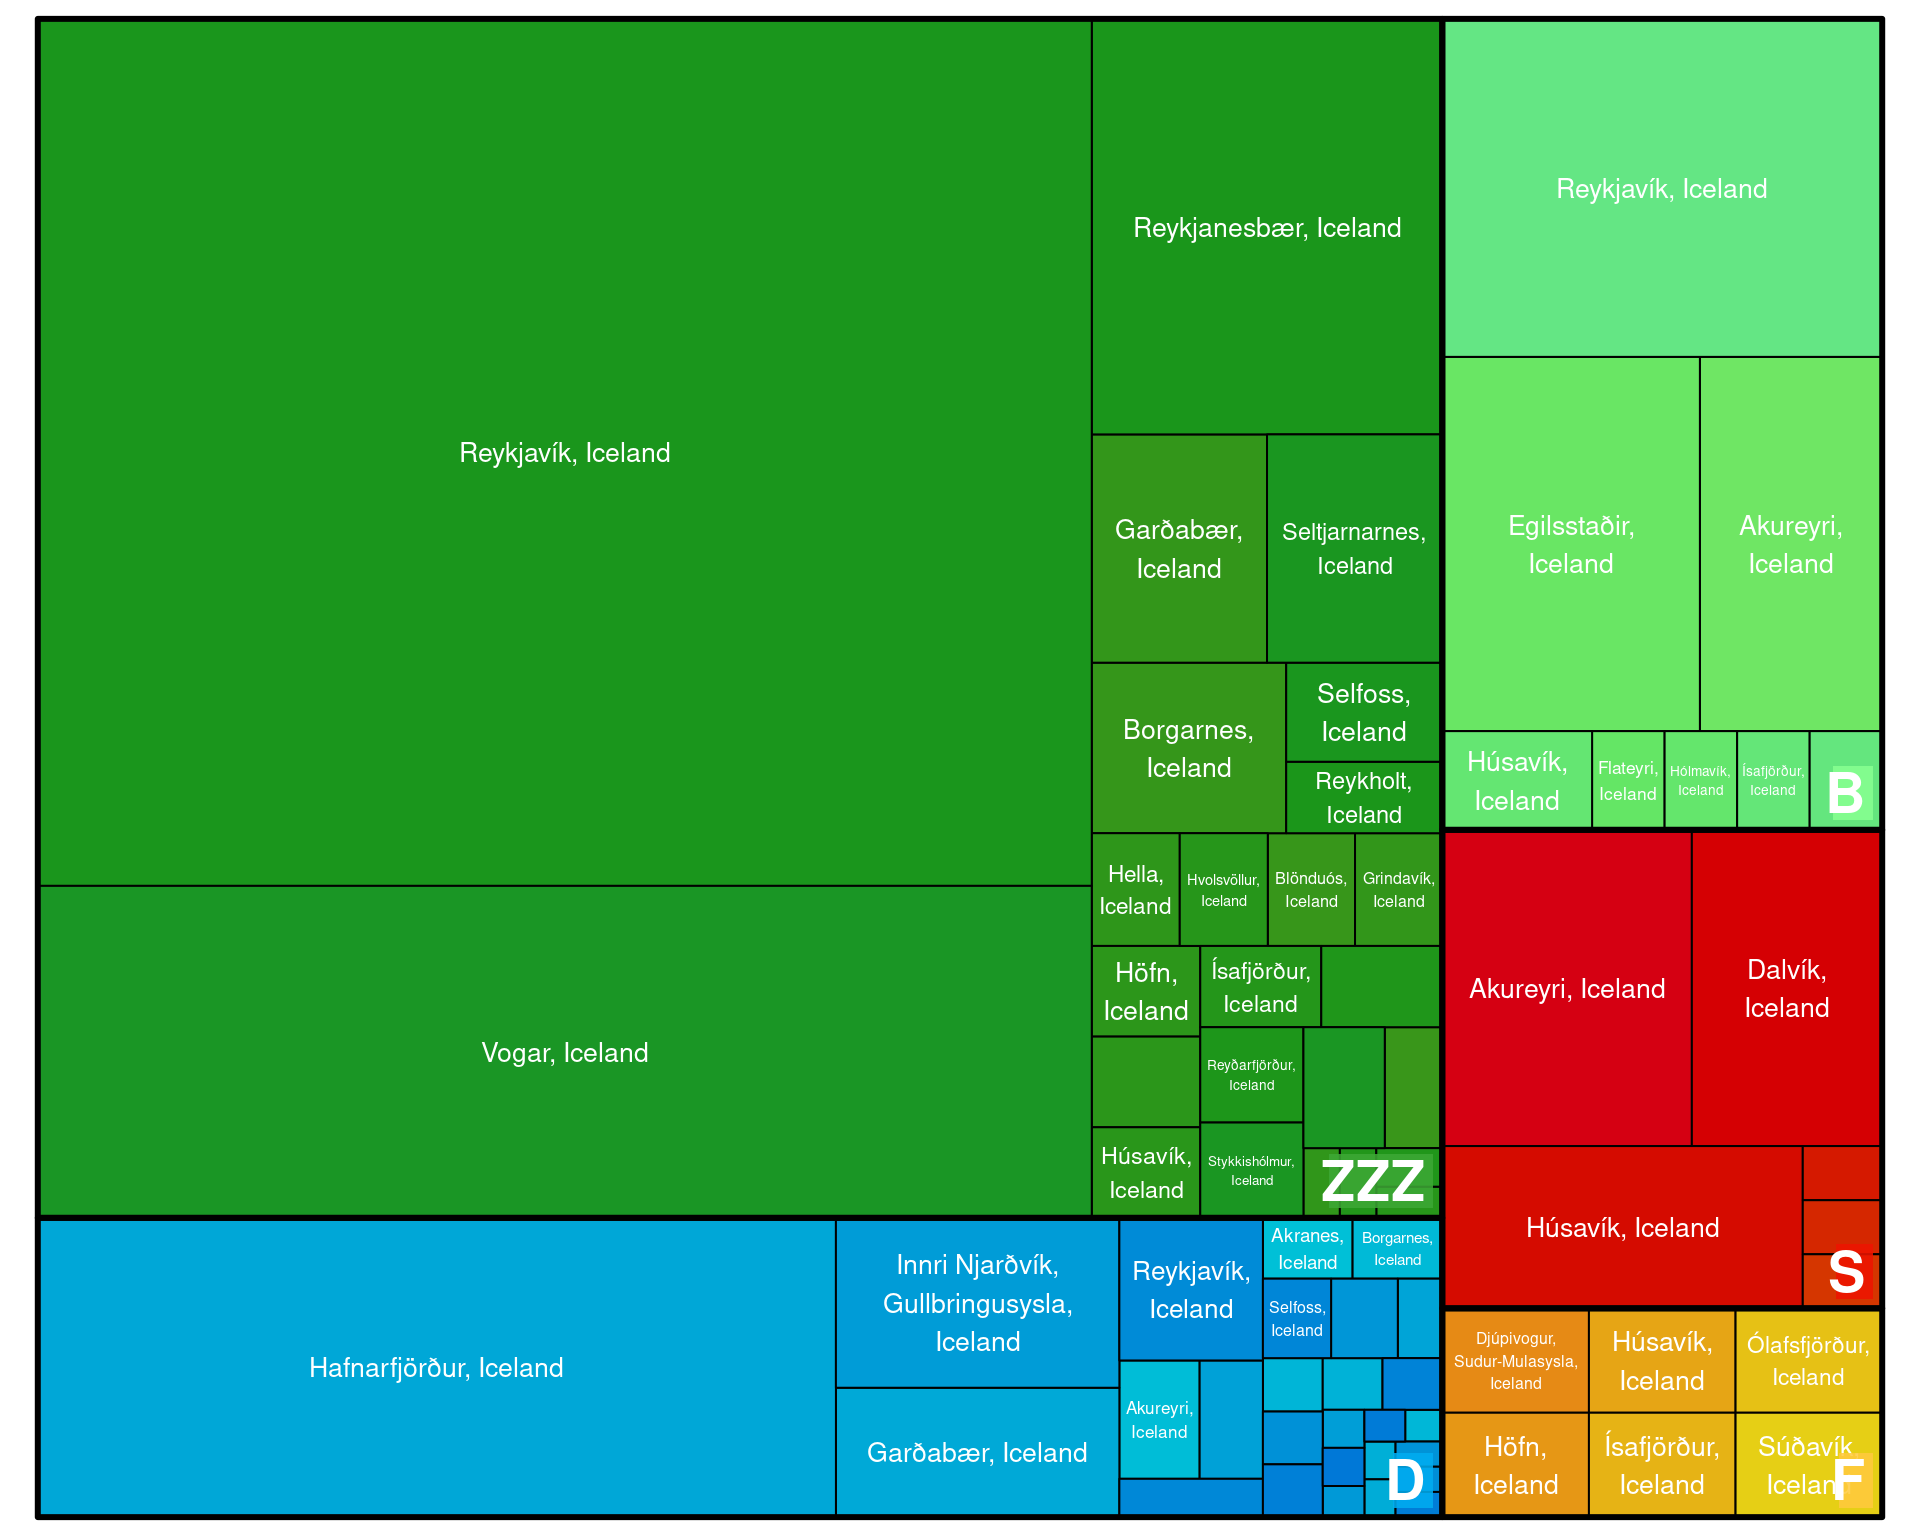 Reykjavík, Iceland
Vogar, Iceland
Reykjanesbær, Iceland
Garðabær,
Iceland
Seltjarnarnes,
Iceland
Borgarnes,
Iceland
Selfoss,
Iceland
Reykholt,
Iceland
Hella,
Iceland
Hvolsvöllur,
Iceland
Blönduós,
Iceland
Grindavík,
Iceland
Höfn,
Iceland
Ísafjörður,
Iceland
Reyðarfjörður,
Iceland
Húsavík,
Iceland
Stykkishólmur,
Iceland
ZZZ
Reykjavík, Iceland
Egilsstaðir,
Iceland
Akureyri,
Iceland
Húsavík,
Iceland
Flateyri,
Iceland
Hólmavík,
Iceland
Ísafjörður,
Iceland
B
Akureyri, Iceland
Dalvík,
Iceland
Húsavík, Iceland
S
Hafnarfjörður, Iceland
Innri Njarðvík,
Gullbringusysla,
Iceland
Garðabær, Iceland
Reykjavík,
Iceland
Akureyri,
Iceland
Akranes,
Iceland
Borgarnes,
Iceland
Selfoss,
Iceland
D
Djúpivogur,
Sudur-Mulasysla,
Iceland
Húsavík,
Iceland
Ólafsfjörður,
Iceland
Höfn,
Iceland
Ísafjörður,
Iceland
Súðavík,
Iceland
F